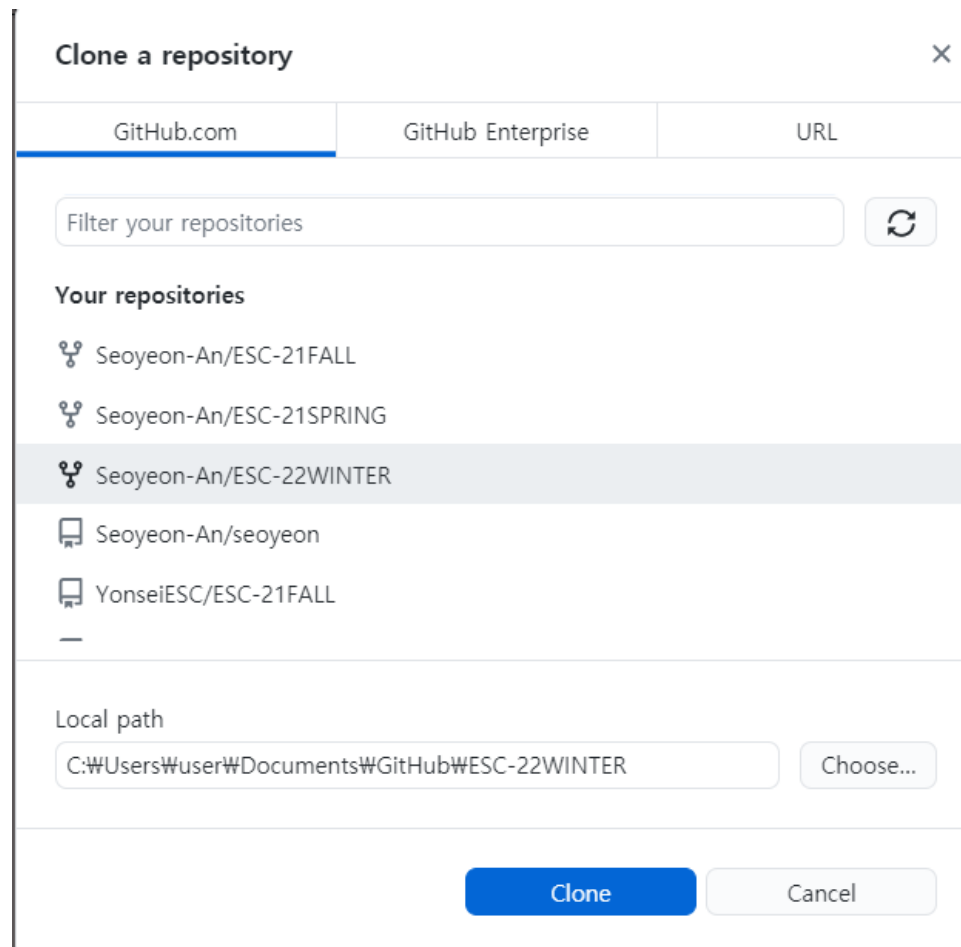 Clone a repository
GitHub.com
GitHub Enterprise
URL
Filter your repositories
Your repositories
Seoyeon-An/ESC-21FALL
Seoyeon-An/ESC-21SPRING
Seoyeon-An/ESC-22WINTER
Seoyeon-An/seoyeon
YonseiESC/ESC-21FALL
Local path
C:₩Users₩user₩Documents₩GitHub₩ESC-22WINTER
Choose...
Clone
Cancel